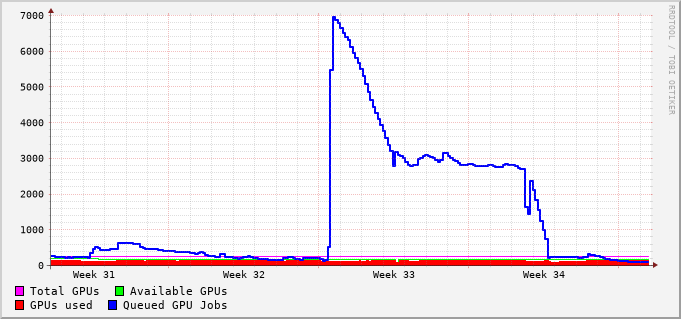 7000
RRDTOOL / TOBI OETIKER
6000
5000
4000
3000
2000
1000
0
Week 31 Week 32 Week 33 Week 34
Total GPUs Available GPUs
GPUs used Queued GPU Jobs